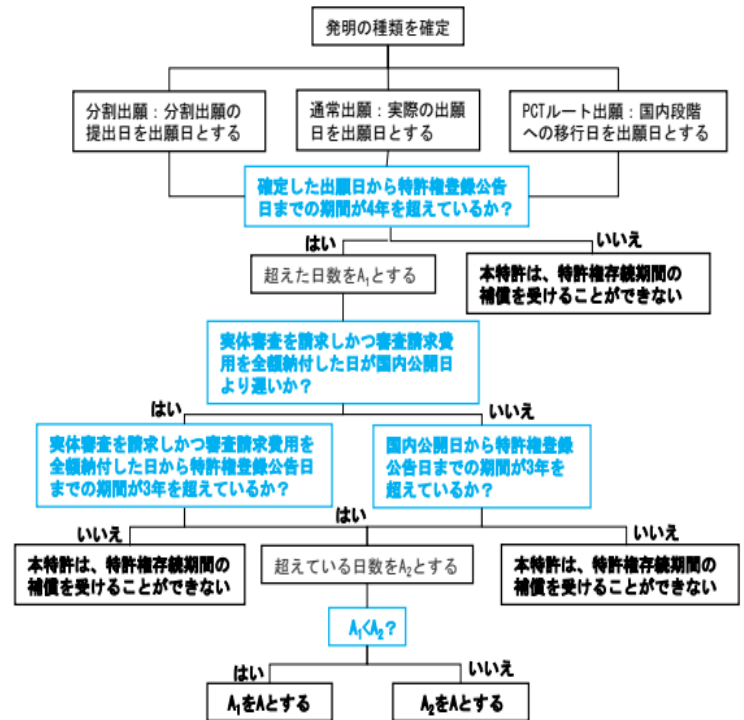 発明の種類を確定
分割出願：分割出願の
提出日を出願日とする
通常出願：実際の出願
日を出願日とする
PCTルート出願：国内段階
への移行日を出願日とする
確定した出願日から特許権登録公告
日までの期間が4年を超えているか？
はい
いいえ
超えた日数をA₁とする
本特許は、特許権存続期間の
補償を受けることができない
実体審査を請求しかつ審査請求費
用を全額納付した日が国内公開日
より遅いか？
はい
いいえ
実体審査を請求しかつ審査請求費用を
全額納付した日から特許権登録公告日
までの期間が3年を超えているか？
国内公開日から特許権登録
公告日までの期間が3年を
超えているか？
はい
いいえ
いいえ
本特許は、特許権存続期間の
補償を受けることができない
超えている日数をA₂とする
本特許は、特許権存続期間の
補償を受けることができない
A₁<A₂？
はい
いいえ
A₁をAとする
A₂をAとする